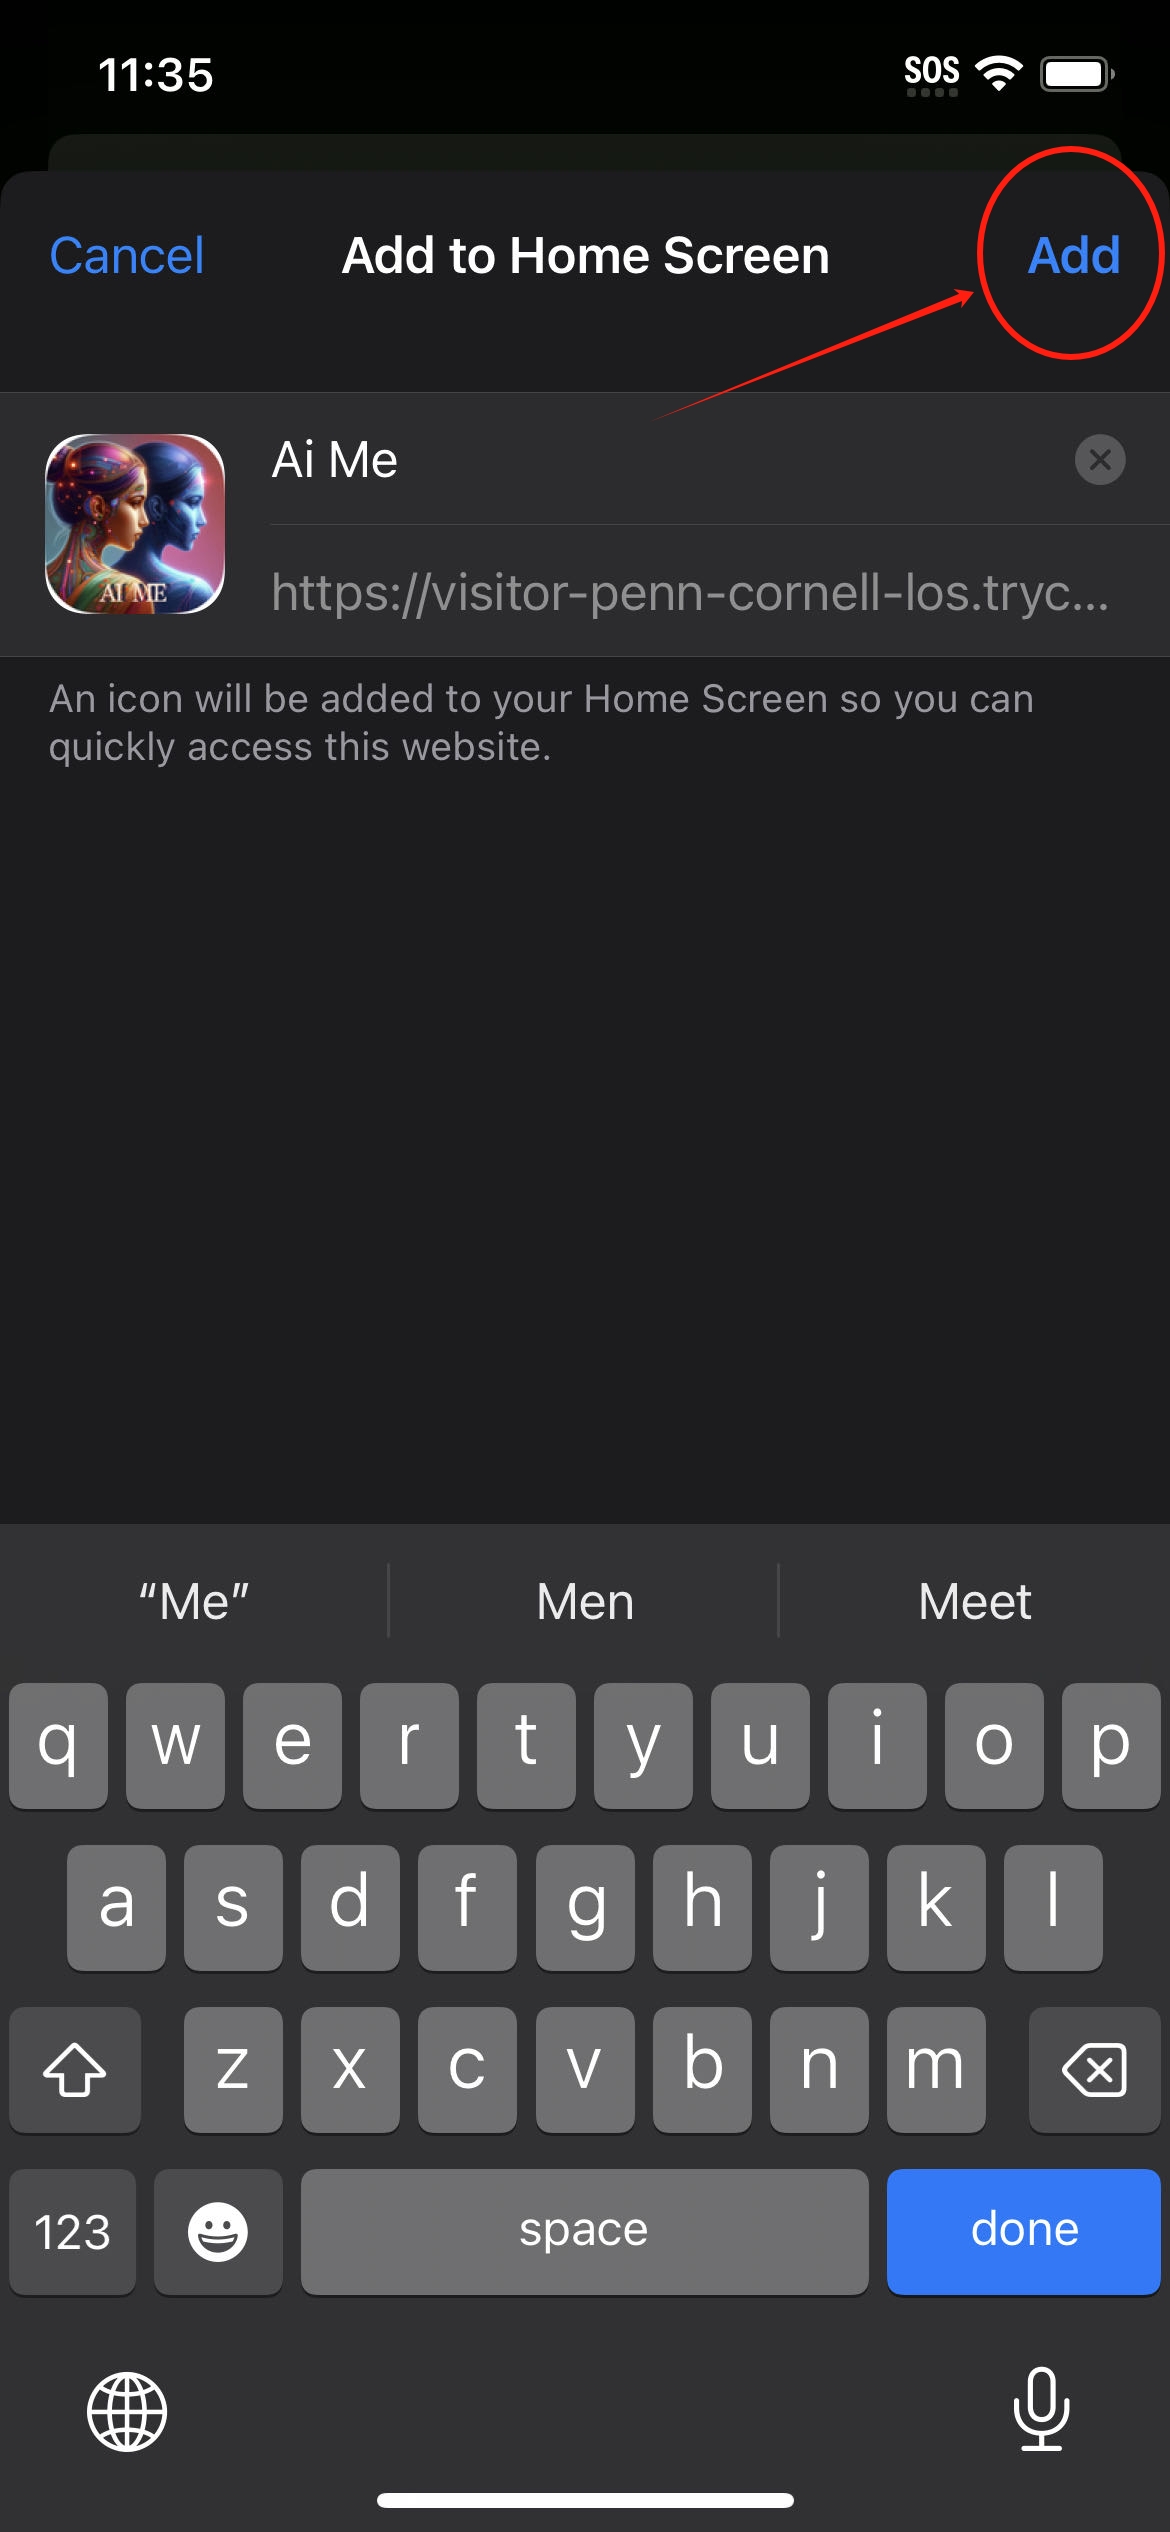 11:35
SOS
Cancel
Add to Home Screen
Add
Ai Me
AI ME
https://visitor-penn-cornell-los.tryc...
An icon will be added to your Home Screen so you can
quickly access this website.
“Me”
Men
Meet
q w e r t y u i o p
a s d f g h j k l
z x c v b n m
123
space
done